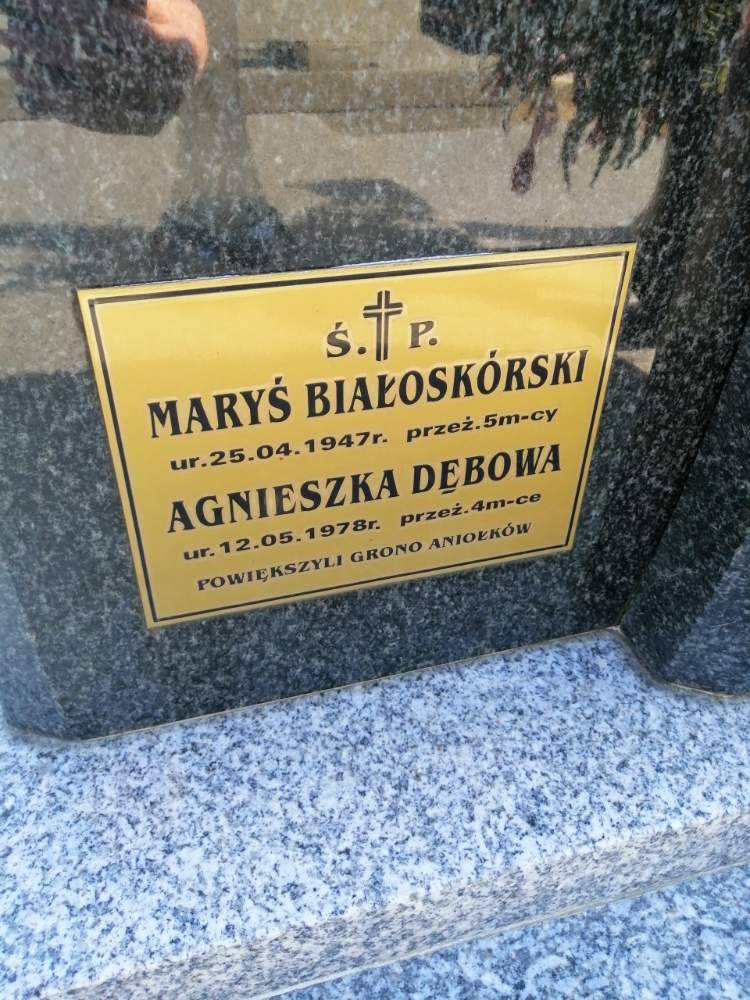 Ś. P.
MARYŚ BIAŁOSKÓRSKI
ur. 25.04.1947r. przeż. 5m-cy
AGNIESZKA DĘBOWA
ur. 12.05.1978r. przeż. 4m-ce
POWIĘKSZYLI GRONO ANIOŁKÓW